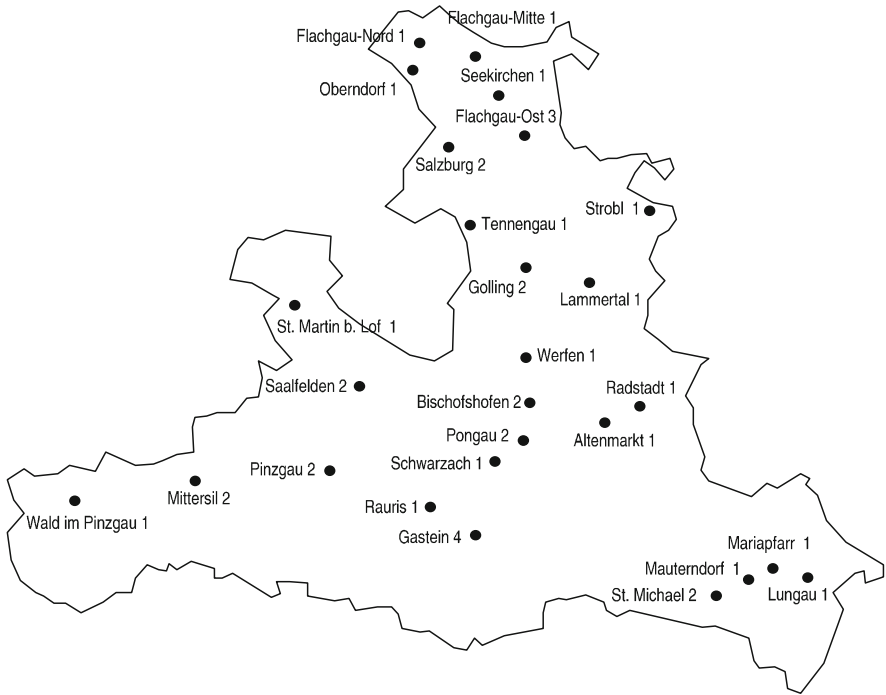 Flachgau-Mitte 1
Flachgau-Nord 1
Seekirchen 1
Oberndorf 1
Flachgau-Ost 3
Salzburg 2
Strobl 1
Tennengau 1
Golling 2
Lammertal 1
St. Martin b. Lof 1
Werfen 1
Saalfelden 2
Radstadt 1
Bischofshofen 2
Pongau 2
Altenmarkt 1
Schwarzach 1
Pinzgau 2
Mittersil 2
Rauris 1
Wald im Pinzgau 1
Gastein 4
Mariapfarr 1
Mauterndorf 1
St. Michael 2
Lungau 1